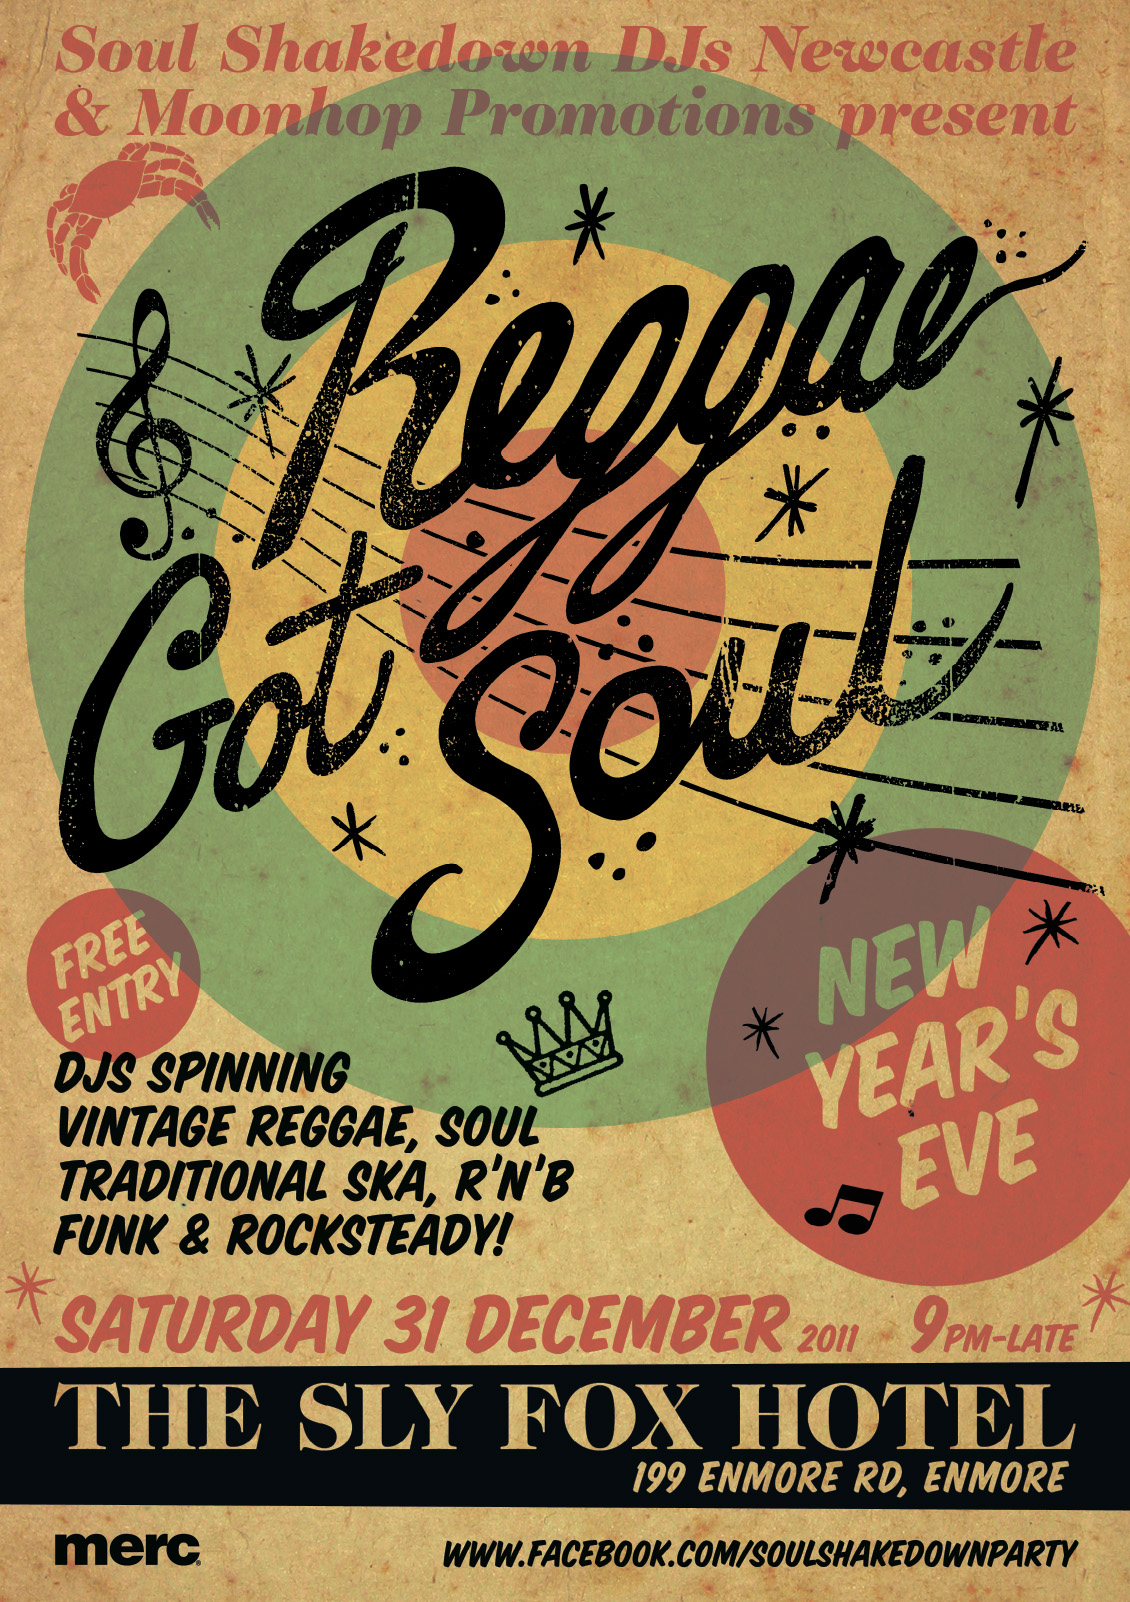 Soul Shakedown DJs Newcastle
& Moonhop Promotions present
Reggae
Got Soul
FREE
ENTRY
NEW
YEAR'S
EVE
DJS SPINNING
VINTAGE REGGAE, SOUL
TRADITIONAL SKA, R'N'B
FUNK & ROCKSTEADY!
SATURDAY 31 DECEMBER 2011 9PM-LATE
THE SLY FOX HOTEL
199 ENMORE RD, ENMORE
merc
WWW.FACEBOOK.COM/SOULSHAKEDOWNPARTY